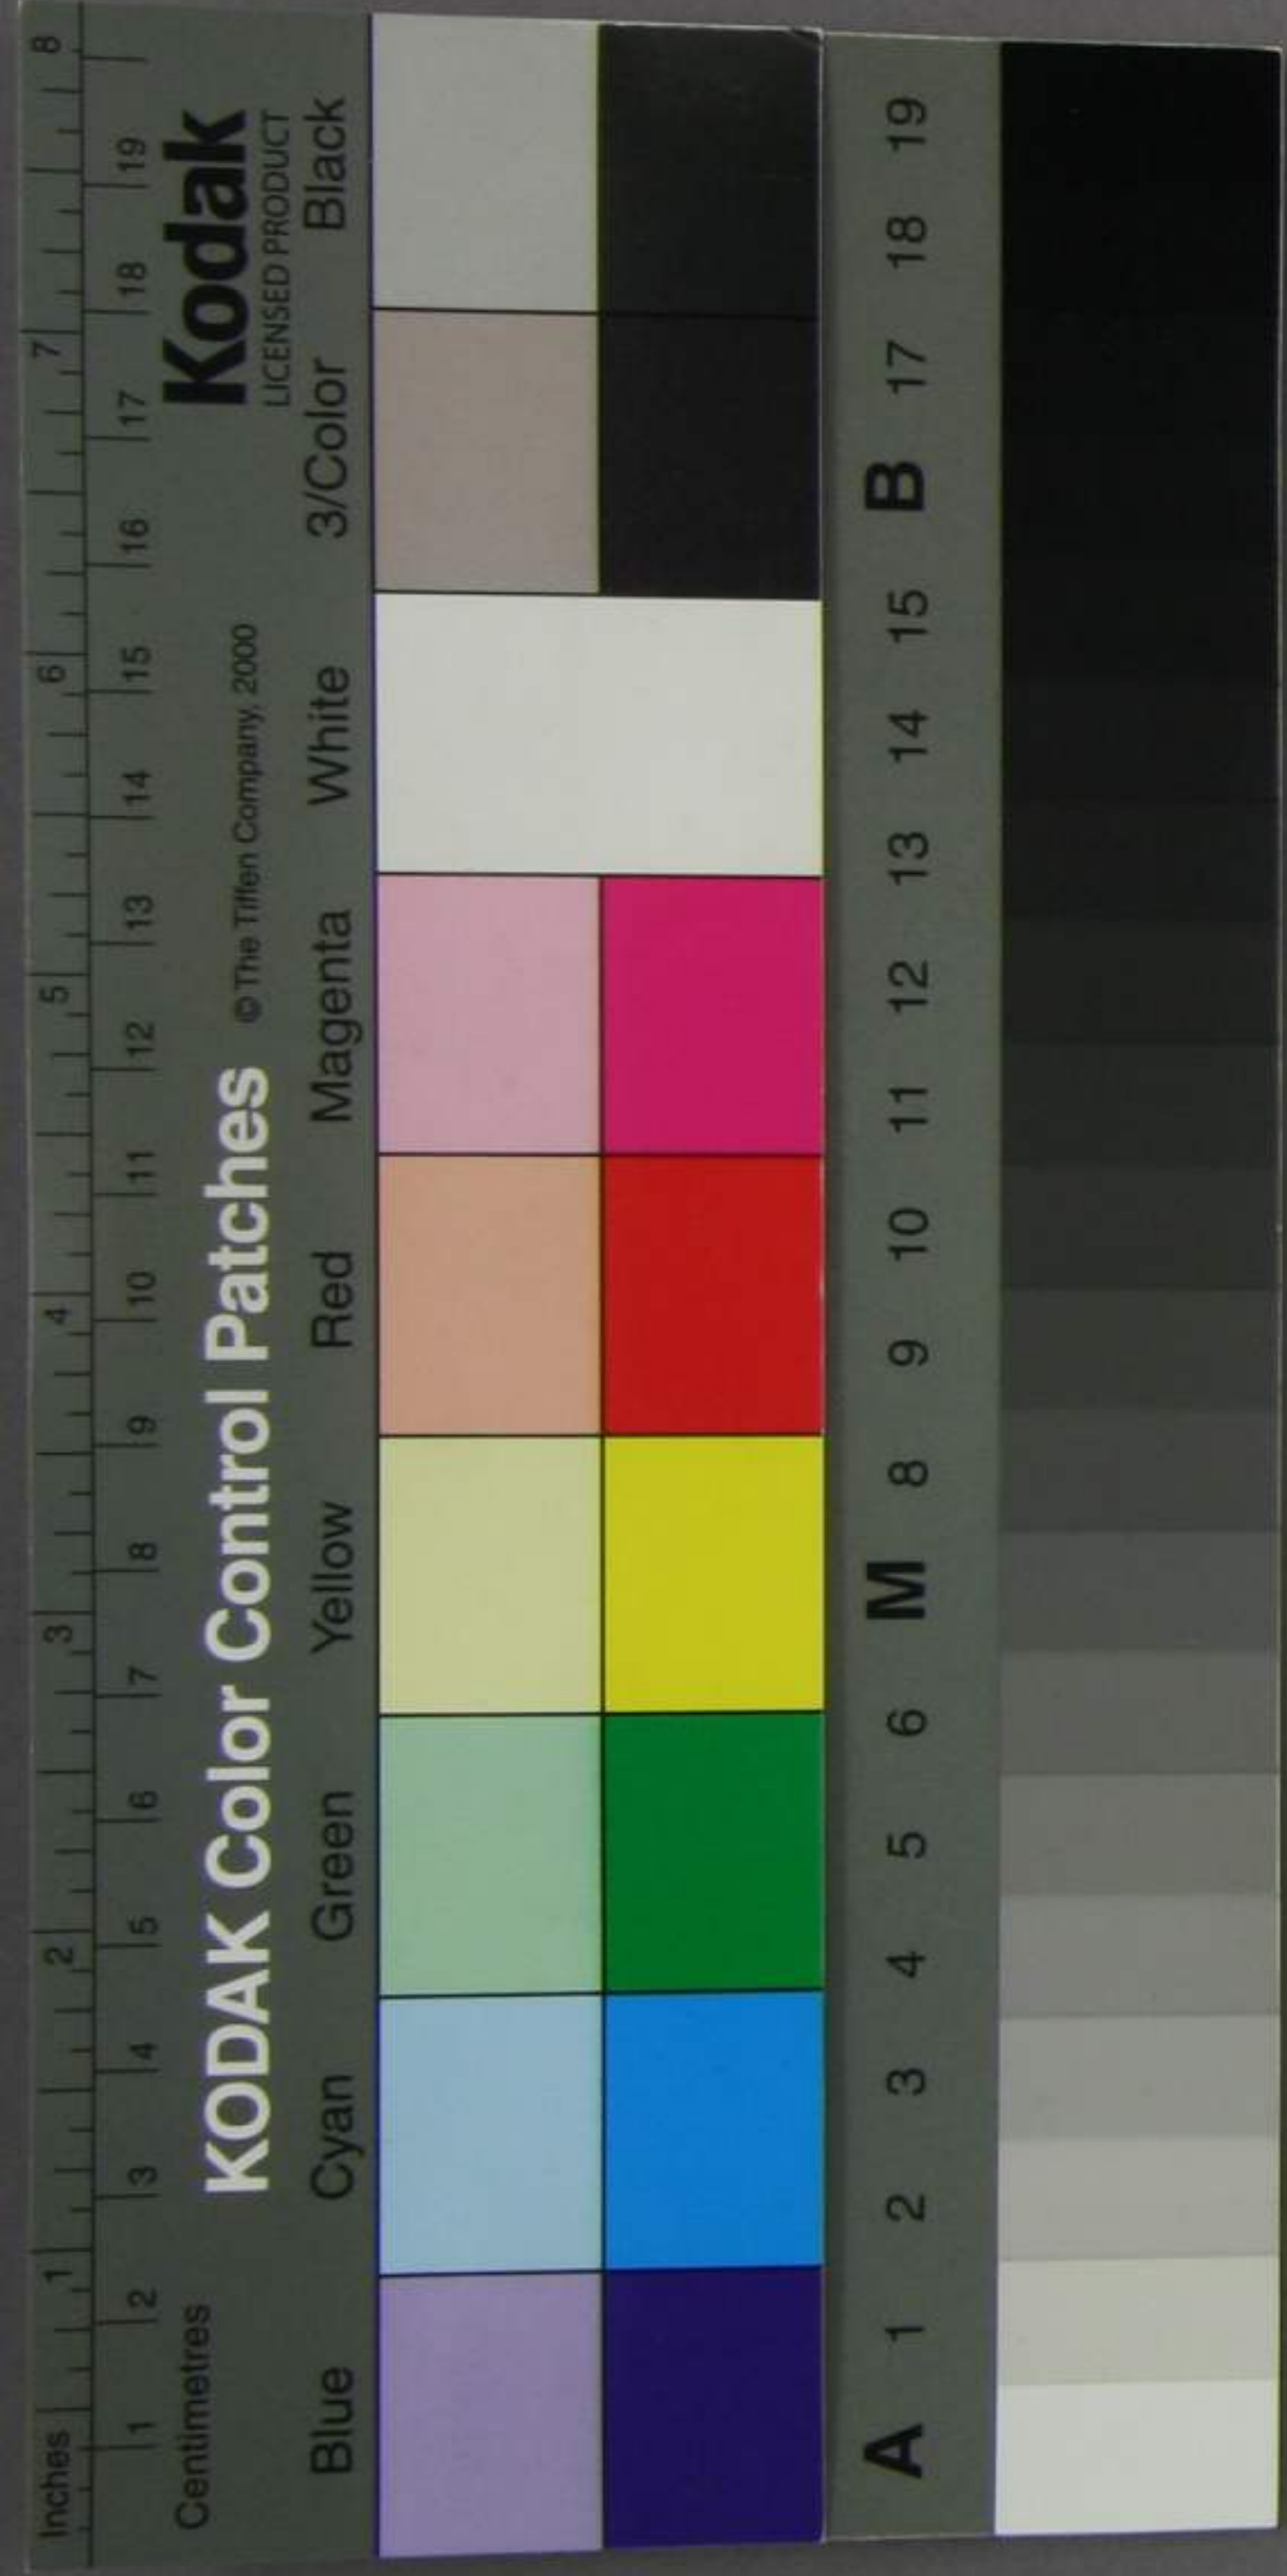 Inches 1 2 3 4 5 6 7 8
1 2 3 4 5 6 7 8 9 10 11 12 13 14 15 16 17 18 19
Centimetres
KODAK Color Control Patches
© The Tiffen Company, 2000
Kodak
LICENSED PRODUCT
Blue Cyan Green Yellow Red Magenta White 3/Color Black
A 1 2 3 4 5 6 M 8 9 10 11 12 13 14 15 B 17 18 19